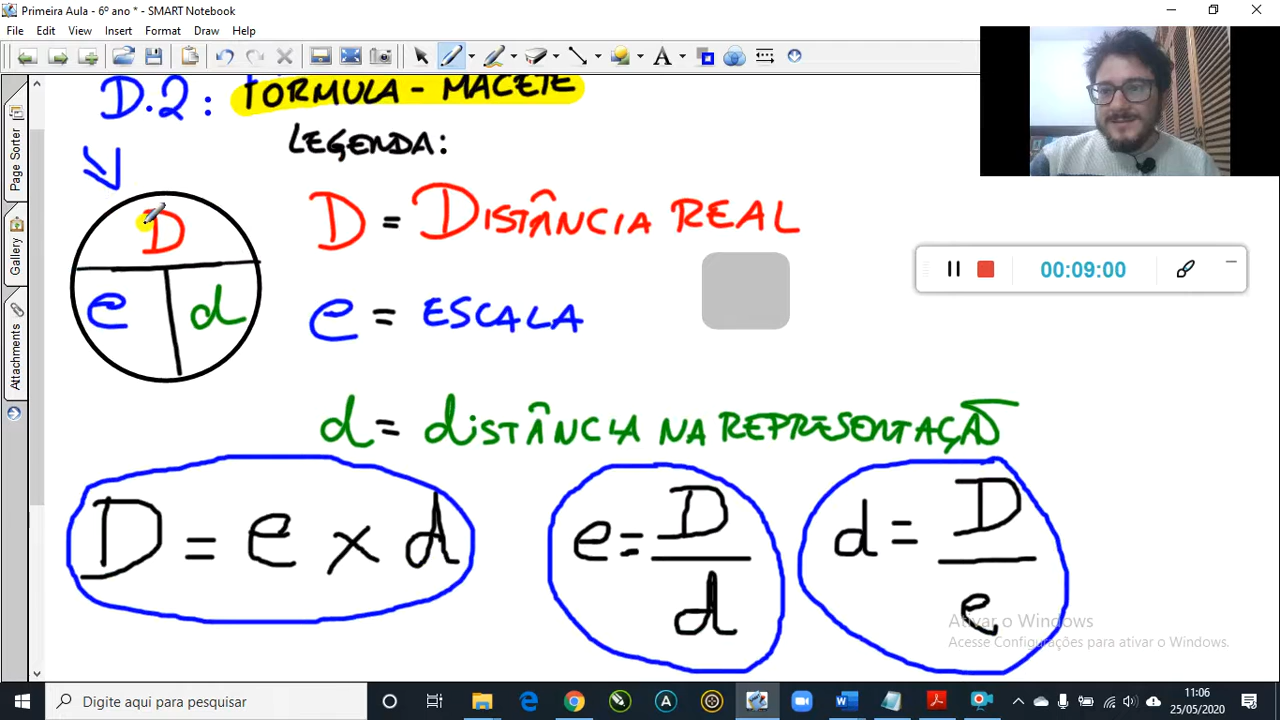 Primeira Aula - 6º ano * - SMART Notebook
File Edit View Insert Format Draw Help
D.2: FÓRMULA - MACETE
LEGENDA:
D
e d
D = DISTÂNCIA REAL
e = ESCALA
d = dISTÂNCIA NA REPRESENTAÇÃO
D = e x d
e = D
d
d = D
e
Page Sorter
Gallery
Attachments
00:09:00
Ativar o Windows
Acesse Configurações para ativar o Windows.
Digite aqui para pesquisar
11:06
25/05/2020